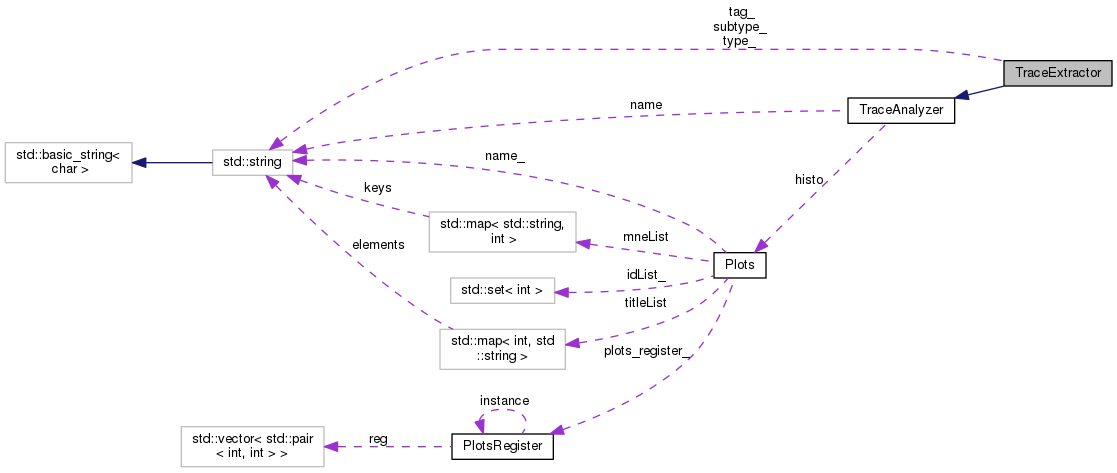 tag_
subtype_
type_
TraceExtractor
name
TraceAnalyzer
std::basic_string<
char >
std::string
name_
histo
keys
std::map< std::string,
int >
mneList
elements
Plots
idList_
std::set< int >
titleList
std::map< int, std
::string >
plots_register_
instance
std::vector< std::pair
< int, int > >
reg
PlotsRegister